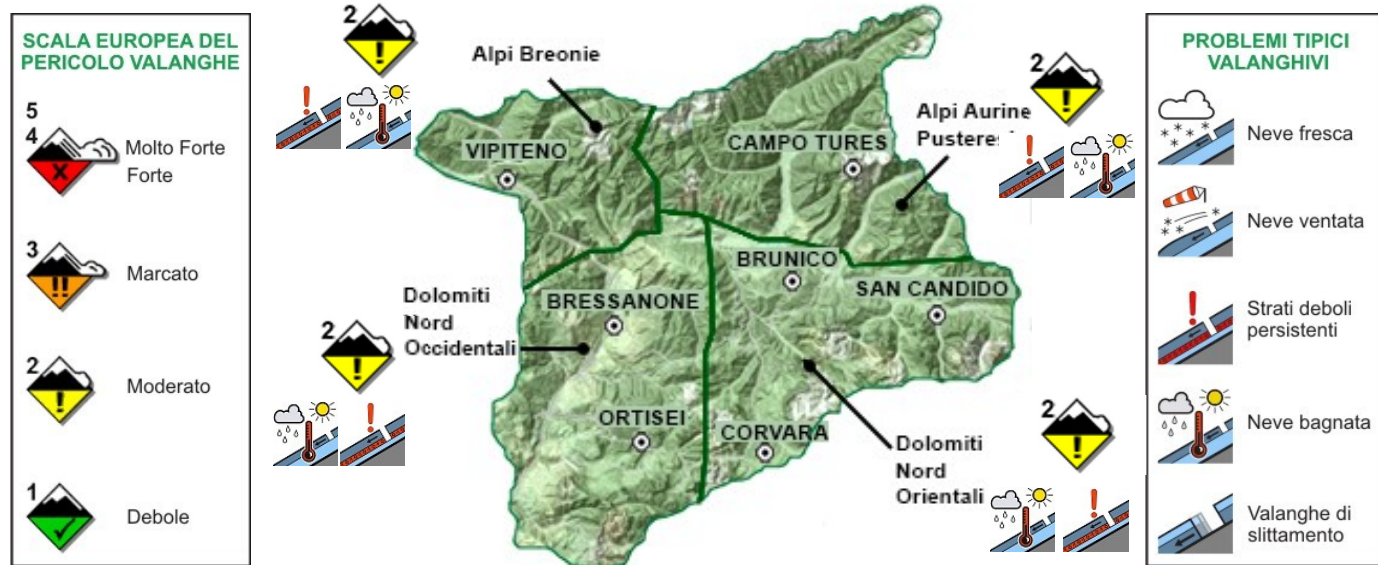 SCALA EUROPEA DEL
PERICOLO VALANGHE
5
4
Molto Forte
Forte
3
Marcato
2
Moderato
1
Debole
2
Alpi Breonie
2
Alpi Aurine
VIPITENO
CAMPO TURES
BRUNICO
SAN CANDIDO
BRESSANONE
Dolomiti
Nord
Occidentali
2
ORTISEI
CORVARA
2
Dolomiti
Nord
Orientali
PROBLEMI TIPICI
VALANGHIVI
Neve fresca
Neve ventata
Strati deboli
persistenti
Neve bagnata
Valanghe di
slittamento